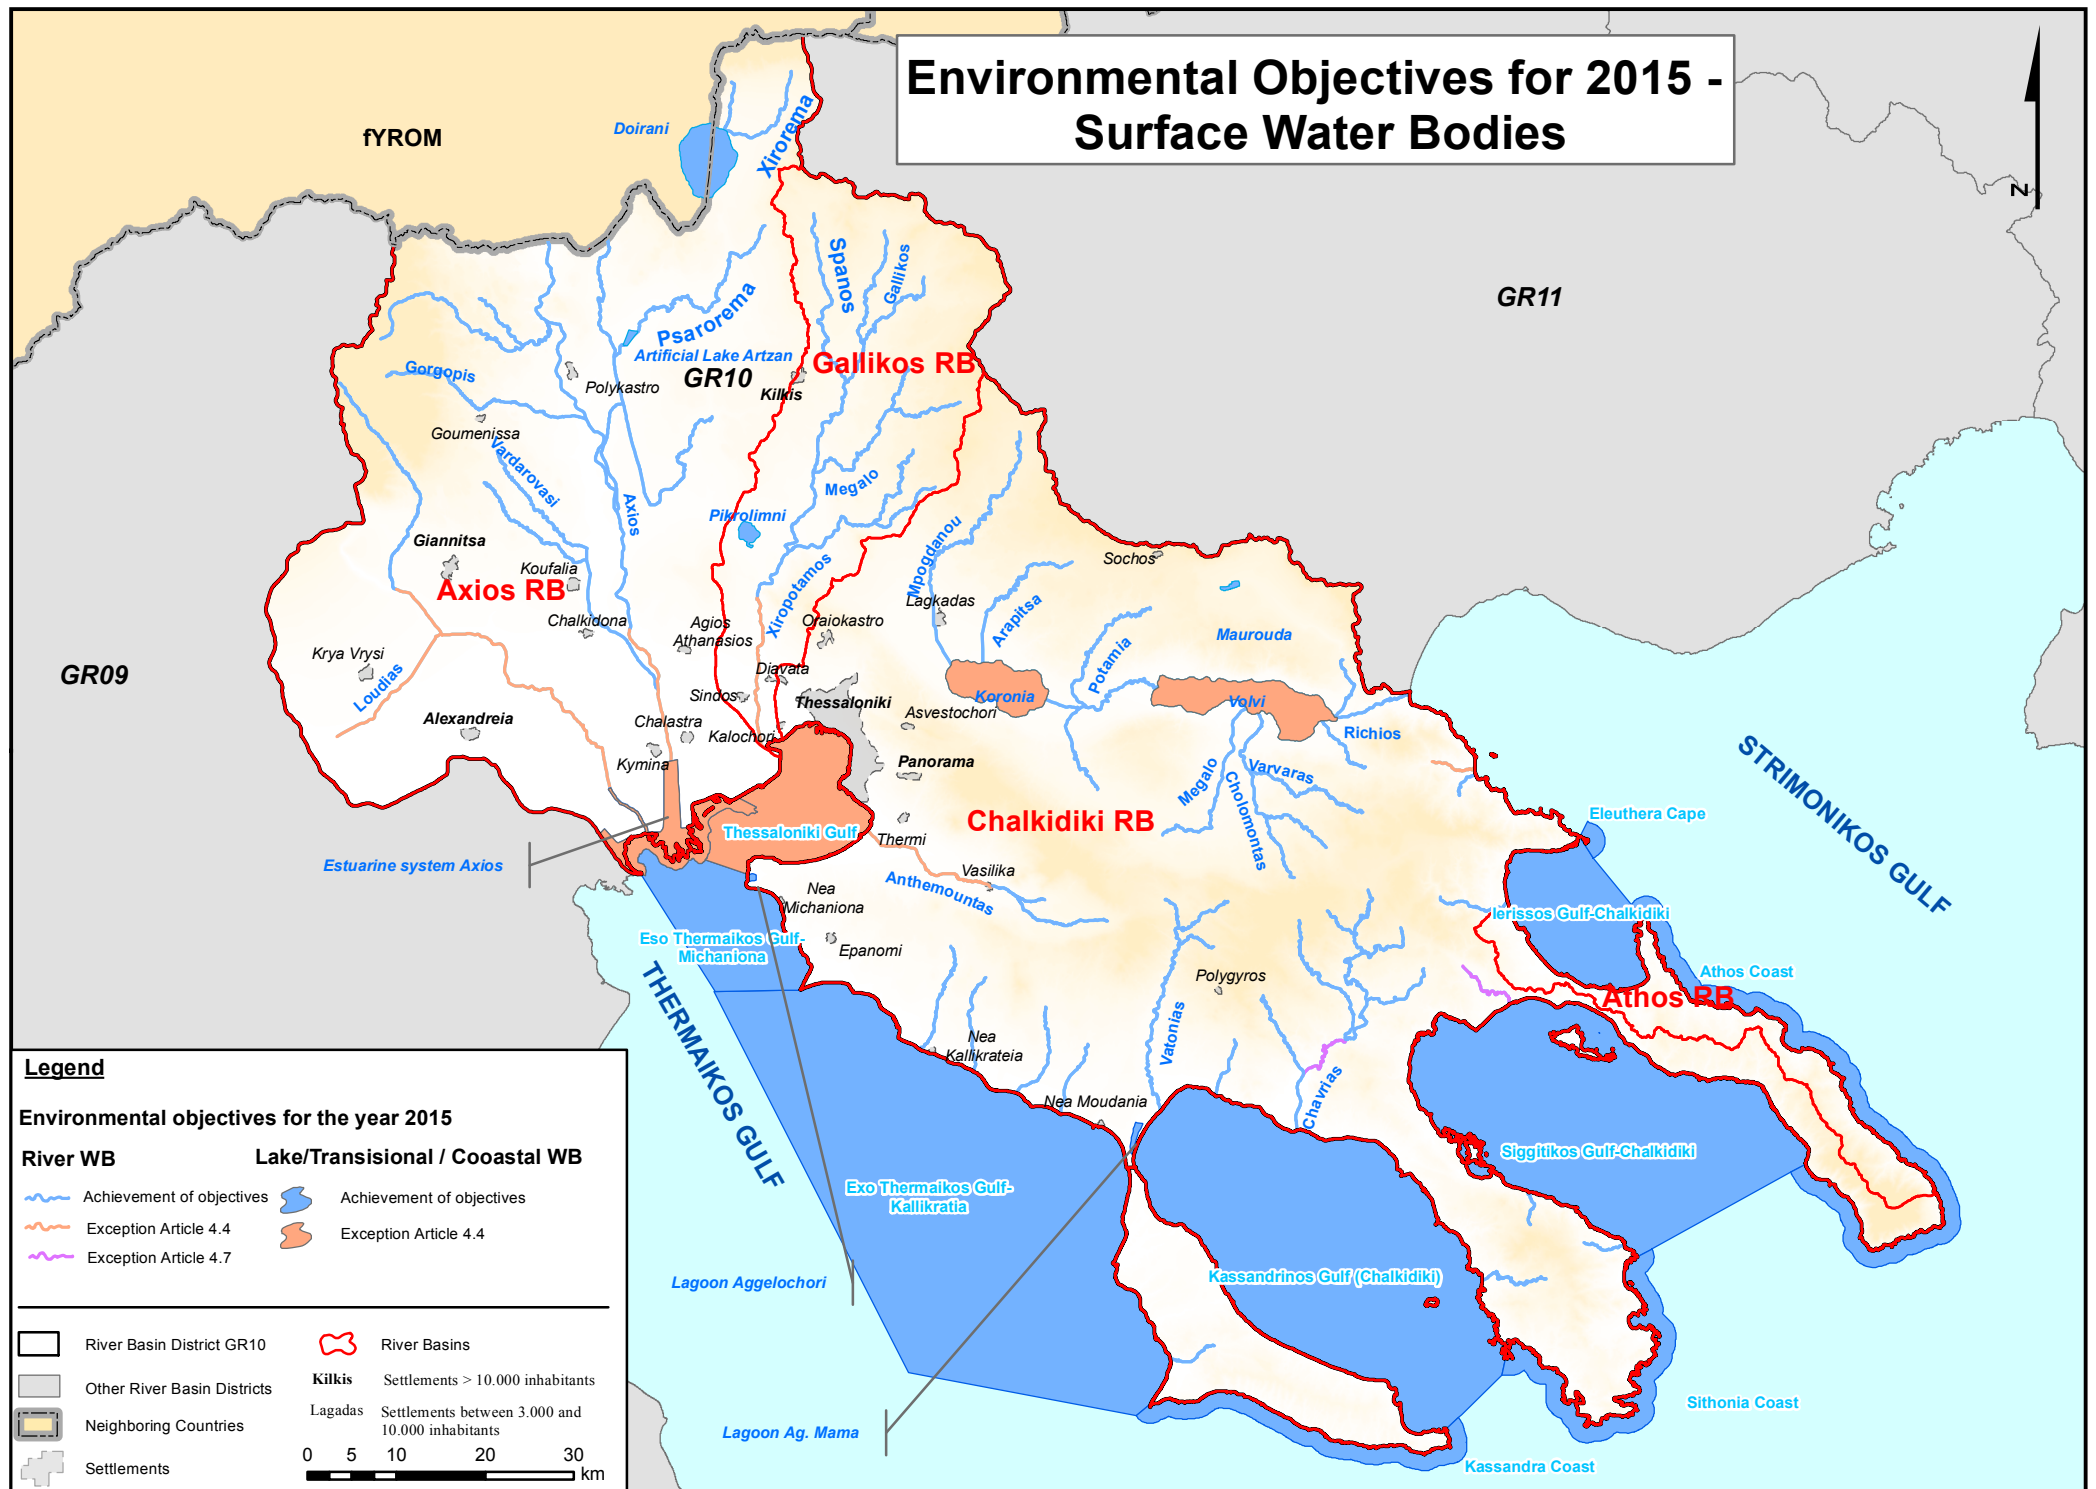 Environmental Objectives for 2015 -
Surface Water Bodies
N
fYROM
Doirani
Xirorema
GR11
Spanos
Gallikos
Psarorema
Artificial Lake Artzan
GR10
Gallikos RB
Kilkis
Gorgopis
Polykastro
Goumenissa
Vardarovasi
Axios
Megalo
Pikrolimni
Mpogdanou
Giannitsa
Koufalia
Axios RB
Xiropotamos
Sochos
Lagkadas
Arapitsa
Chalkidona
Agios
Athanasios
Oraiokastro
Maurouda
Potamia
Krya Vrysi
GR09
Loudias
Diavata
Sindos
Thessaloniki
Koronia
Volvi
Asvestochori
Alexandreia
Chalastra
Kalochori
Richios
Kymina
Panorama
Megalo
Varvaras
Cholomontas
STRIMONIKOS GULF
Chalkidiki RB
Eleuthera Cape
Thessaloniki Gulf
Thermi
Estuarine system Axios
Vasilika
Anthemountas
Nea
Michaniona
Ierissos Gulf-Chalkidiki
Eso Thermaikos Gulf-
Michaniona
Epanomi
Athos Coast
Polygyros
Athos RB
THERMAIKOS GULF
Vatonias
Nea
Kallikrateia
Chavrias
Nea Moudania
Siggitikos Gulf-Chalkidiki
Exo Thermaikos Gulf-
Kallikratia
Lagoon Aggelochori
Kassandrinos Gulf (Chalkidiki)
Sithonia Coast
Lagoon Ag. Mama
Kassandra Coast
Legend
Environmental objectives for the year 2015
River WB
Lake/Transisional / Cooastal WB
Achievement of objectives
Achievement of objectives
Exception Article 4.4
Exception Article 4.4
Exception Article 4.7
River Basin District GR10
River Basins
Other River Basin Districts
Kilkis
Settlements > 10.000 inhabitants
Neighboring Countries
Lagadas
Settlements between 3.000 and
10.000 inhabitants
Settlements
0 5 10 20 30
km